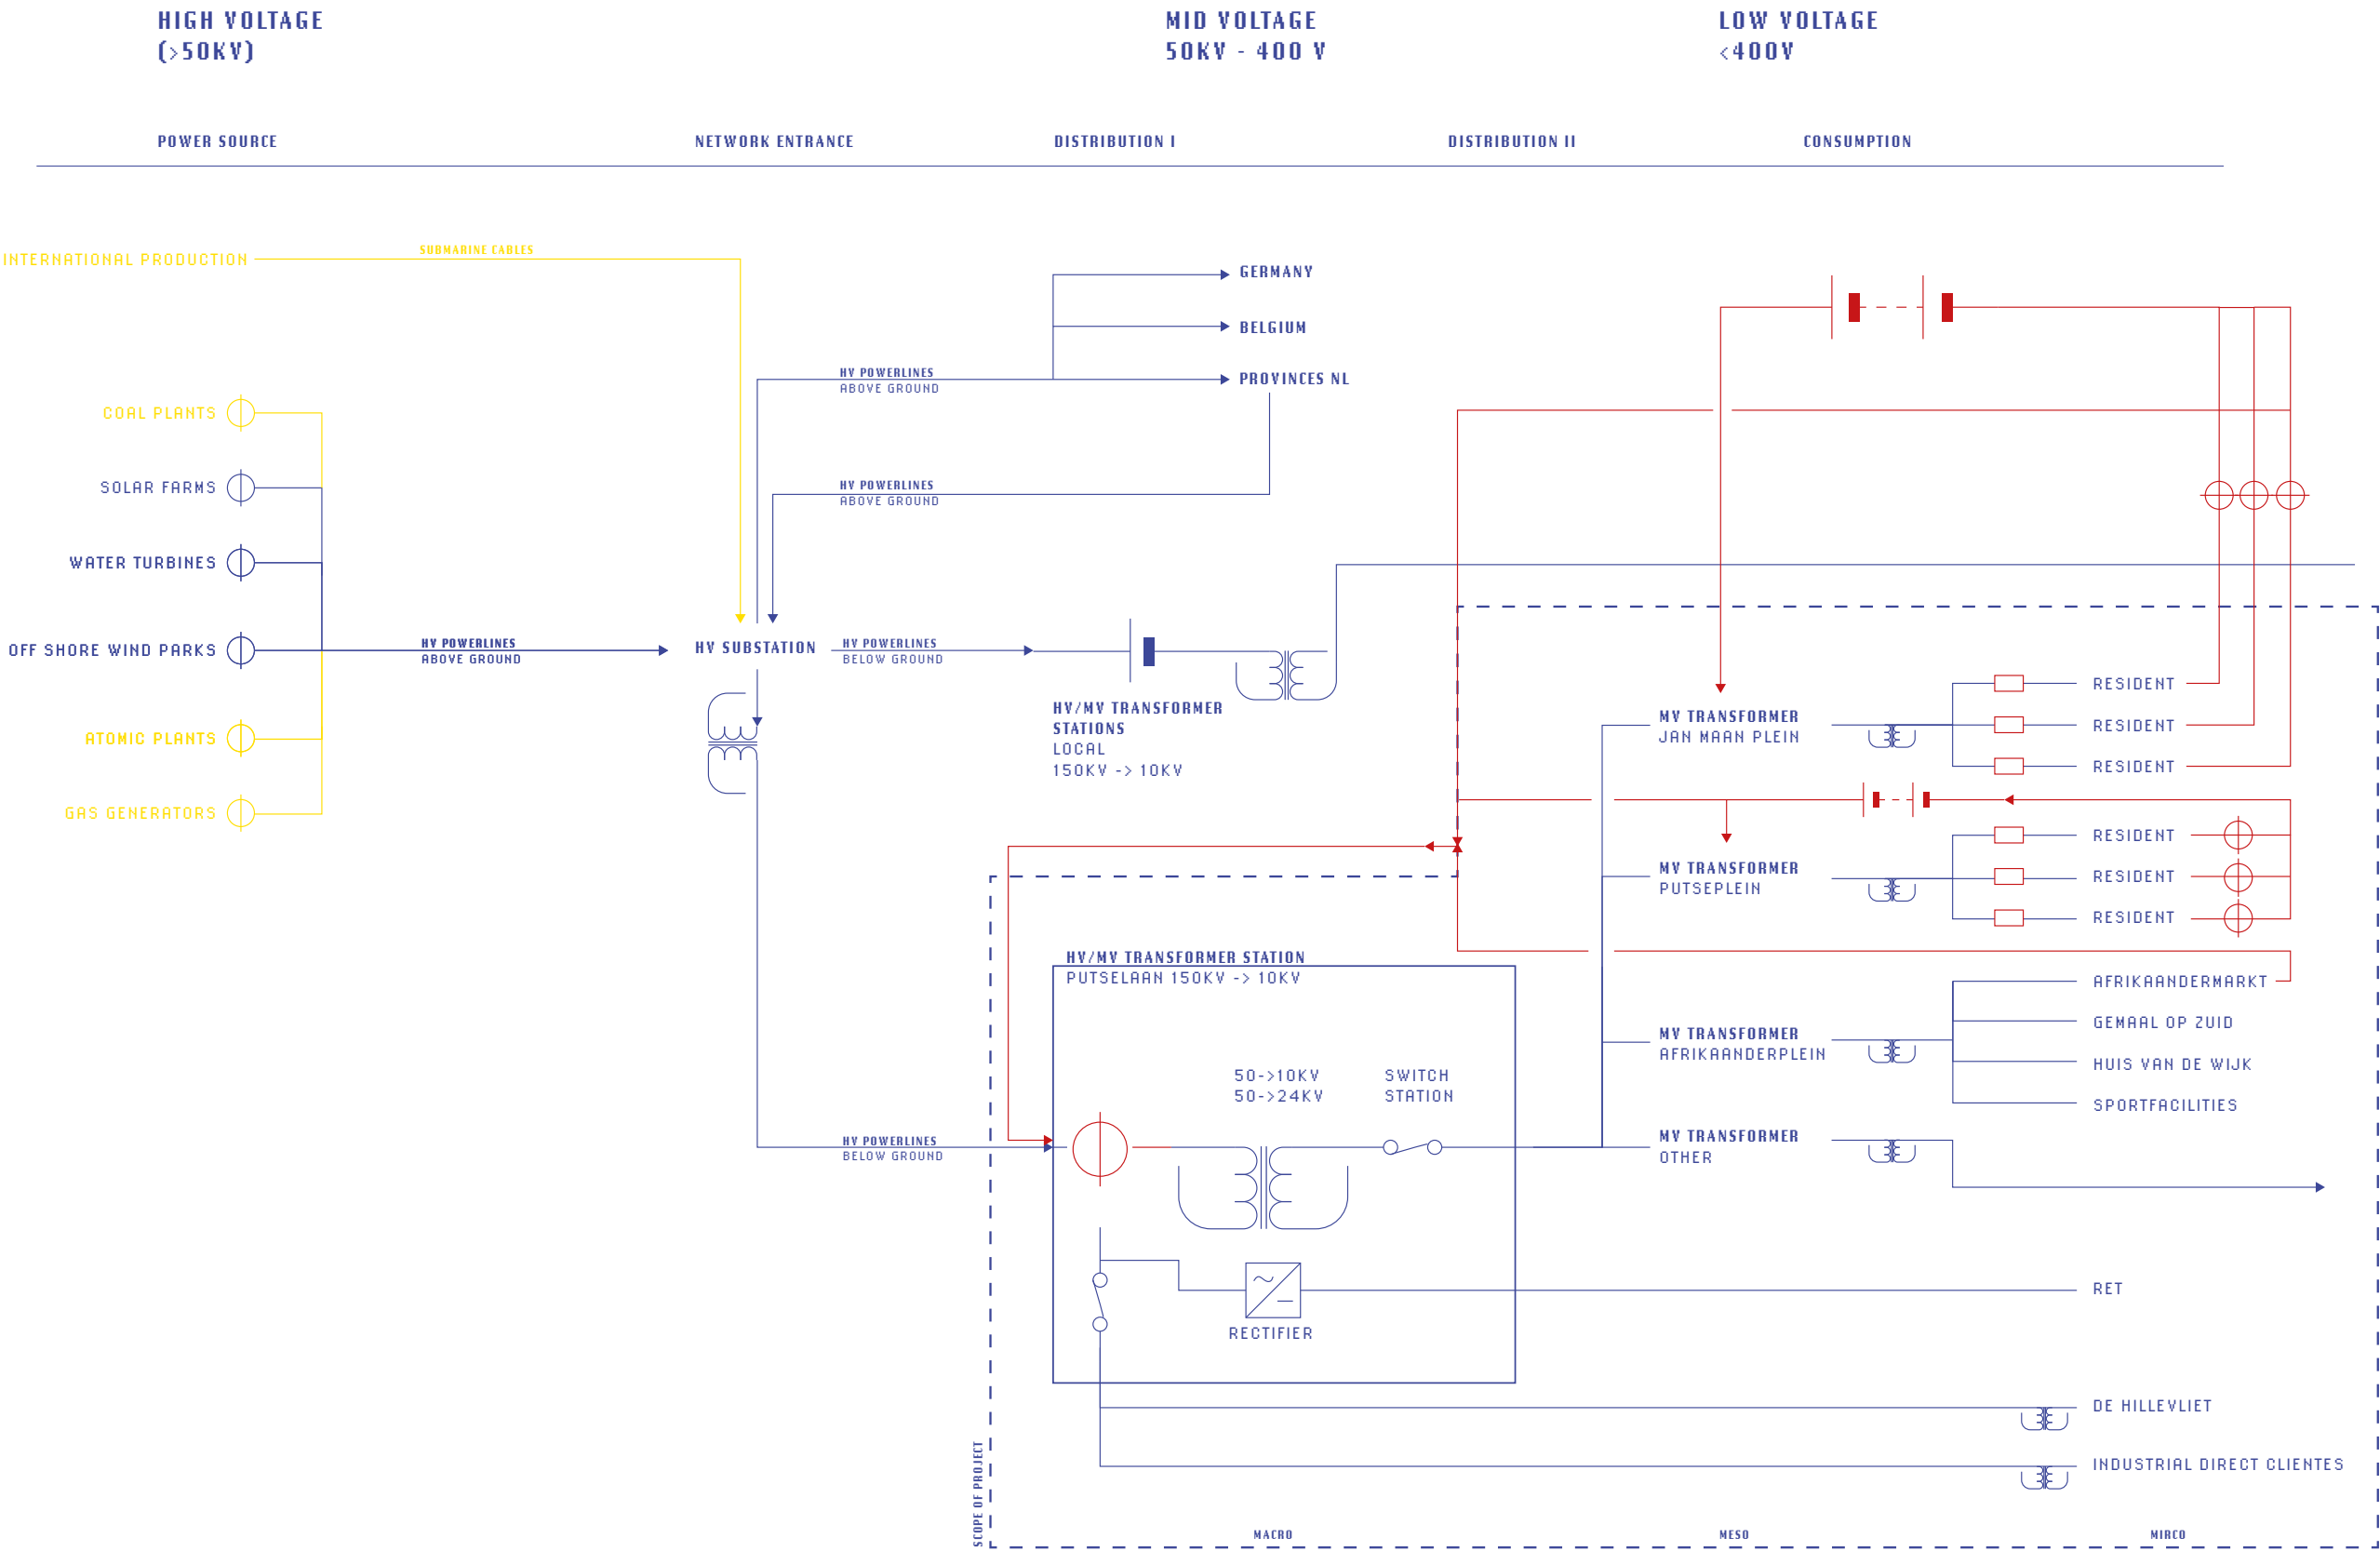 HIGH VOLTAGE
(>50KV)
MID VOLTAGE
50KV - 400 V
LOW VOLTAGE
<400V
POWER SOURCE
NETWORK ENTRANCE
DISTRIBUTION I
DISTRIBUTION II
CONSUMPTION
INTERNATIONAL PRODUCTION
SUBMARINE CABLES
GERMANY
BELGIUM
HV POWERLINES
ABOVE GROUND
PROVINCES NL
COAL PLANTS
SOLAR FARMS
HV POWERLINES
ABOVE GROUND
WATER TURBINES
OFF SHORE WIND PARKS
HV POWERLINES
ABOVE GROUND
HV SUBSTATION
HV POWERLINES
BELOW GROUND
ATOMIC PLANTS
GAS GENERATORS
HV/MV TRANSFORMER
STATIONS
LOCAL
150KV -> 10KV
MV TRANSFORMER
JAN MAAN PLEIN
RESIDENT
RESIDENT
RESIDENT
MV TRANSFORMER
PUTSEPLEIN
RESIDENT
RESIDENT
RESIDENT
HV/MV TRANSFORMER STATION
PUTSELAAN 150KV -> 10KV
MV TRANSFORMER
AFRIKAANDERPLEIN
AFRIKAANDERMARKT
GEMAAL OP ZUID
HUIS VAN DE WIJK
SPORTFACILITIES
50->10KV
50->24KV
SWITCH
STATION
HV POWERLINES
BELOW GROUND
MV TRANSFORMER
OTHER
RECTIFIER
RET
DE HILLEVLIET
INDUSTRIAL DIRECT CLIENTES
SCOPE OF PROJECT
MACRO
MESO
MIRCO